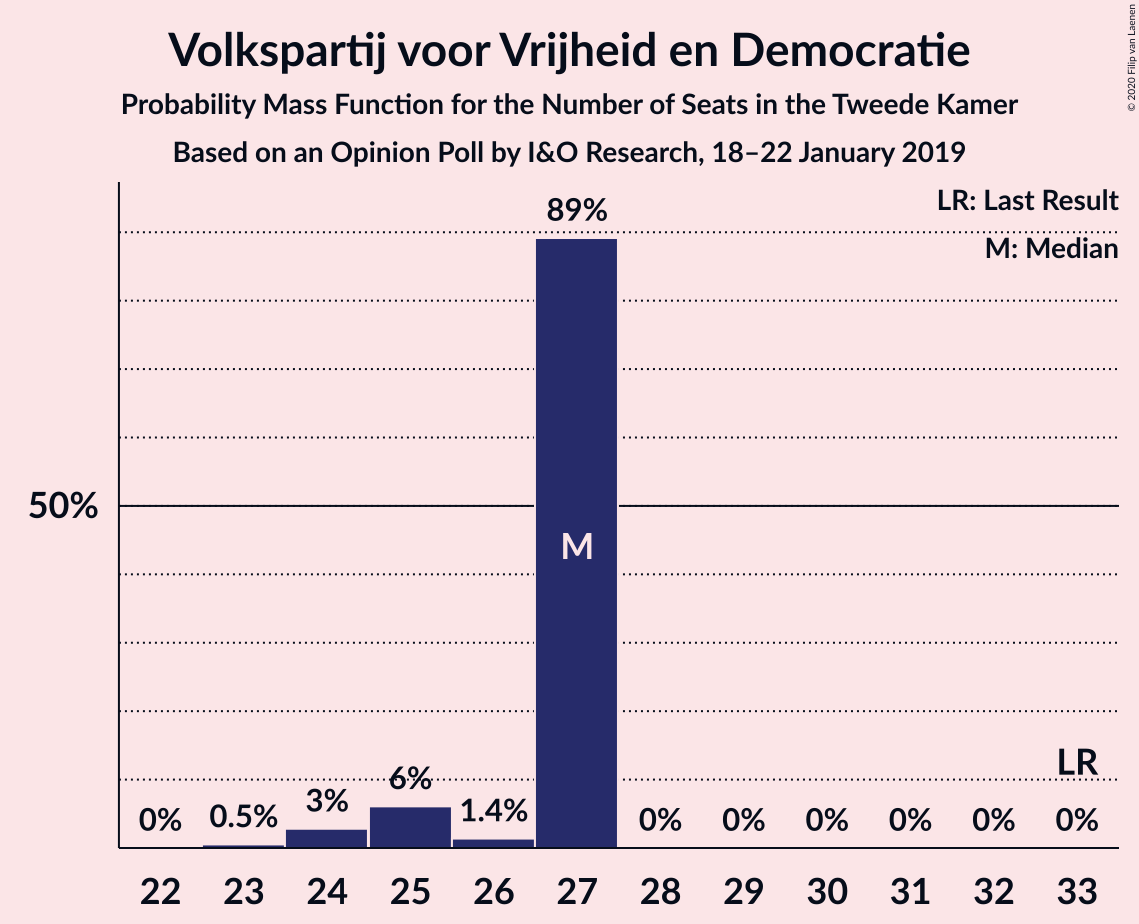 Volkspartij voor Vrijheid en Democratie
Probability Mass Function for the Number of Seats in the Tweede Kamer
Based on an Opinion Poll by I&O Research, 18–22 January 2019
© 2020 Filip van Laenen
LR: Last Result
M: Median
89%
50%
M
LR
0%
0.5%
3%
6%
1.4%
0%
0%
0%
0%
0%
0%
22 23 24 25 26 27 28 29 30 31 32 33